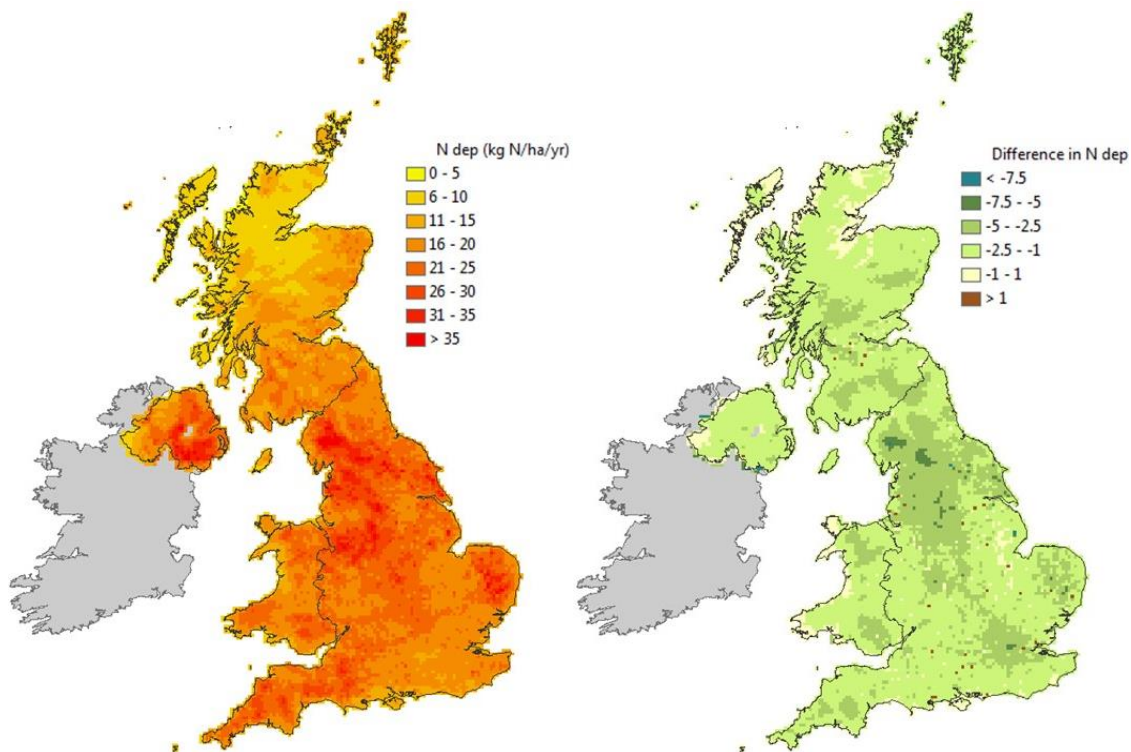 N dep (kg N/ha/yr)
0 - 5
6 - 10
11 - 15
16 - 20
21 - 25
26 - 30
31 - 35
> 35
Difference in N dep
< -7.5
-7.5 - -5
-5 - -2.5
-2.5 - -1
-1 - 1
> 1